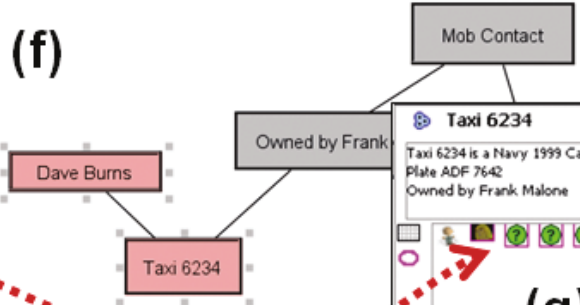 (f)
Mob Contact
Owned by Frank
Dave Burns
Taxi 6234
Taxi 6234
Taxi 6234 is a Navy 1999 Ca
Plate ADF 7642
Owned by Frank Malone
? ?